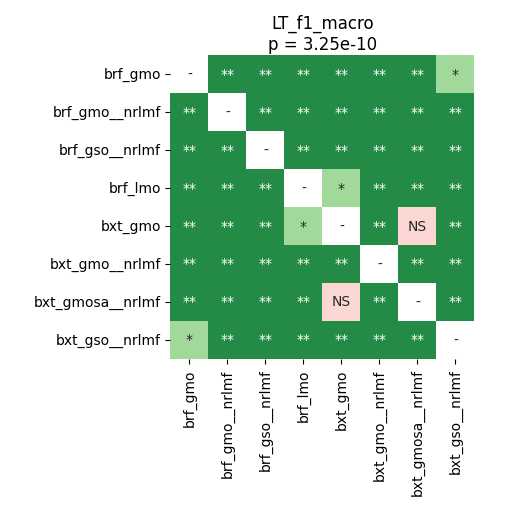 LT_f1_macro
p = 3.25e-10
brf_gmo - ** ** ** ** ** ** *
brf_gmo__nrlmf ** - ** ** ** ** ** **
brf_gso__nrlmf ** ** - ** ** ** ** **
brf_lmo ** ** ** - * ** ** **
bxt_gmo ** ** ** * - ** NS **
bxt_gmo__nrlmf ** ** ** ** ** - ** **
bxt_gmosa__nrlmf ** ** ** ** NS ** - **
bxt_gso__nrlmf * ** ** ** ** ** ** -
brf_gmo
brf_gmo__nrlmf
brf_gso__nrlmf
brf_lmo
bxt_gmo
bxt_gmo__nrlmf
bxt_gmosa__nrlmf
bxt_gso__nrlmf